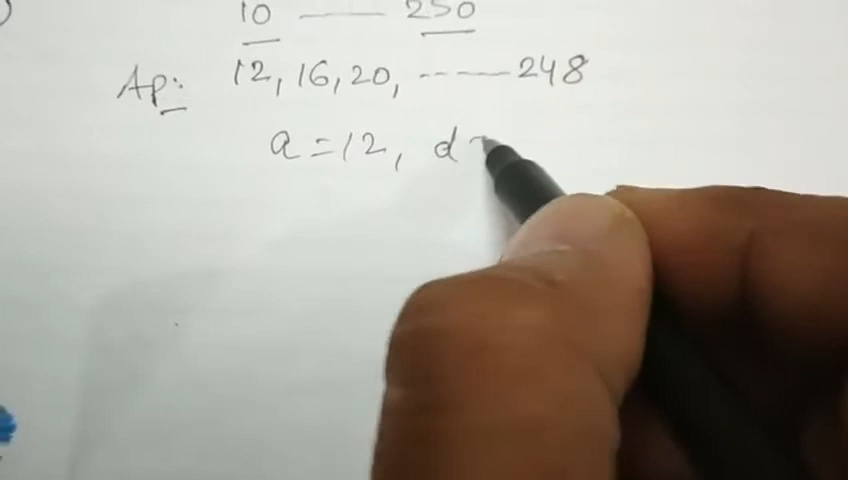 10 —— 250
Ap: 12, 16, 20, ------ 248
a = 12, d =